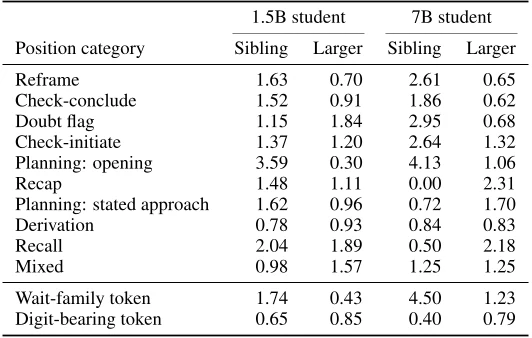 1.5B student 7B student
Position category Sibling Larger Sibling Larger
Reframe 1.63 0.70 2.61 0.65
Check-conclude 1.52 0.91 1.86 0.62
Doubt flag 1.15 1.84 2.95 0.68
Check-initiate 1.37 1.20 2.64 1.32
Planning: opening 3.59 0.30 4.13 1.06
Recap 1.48 1.11 0.00 2.31
Planning: stated approach 1.62 0.96 0.72 1.70
Derivation 0.78 0.93 0.84 0.83
Recall 2.04 1.89 0.50 2.18
Mixed 0.98 1.57 1.25 1.25
Wait-family token 1.74 0.43 4.50 1.23
Digit-bearing token 0.65 0.85 0.40 0.79